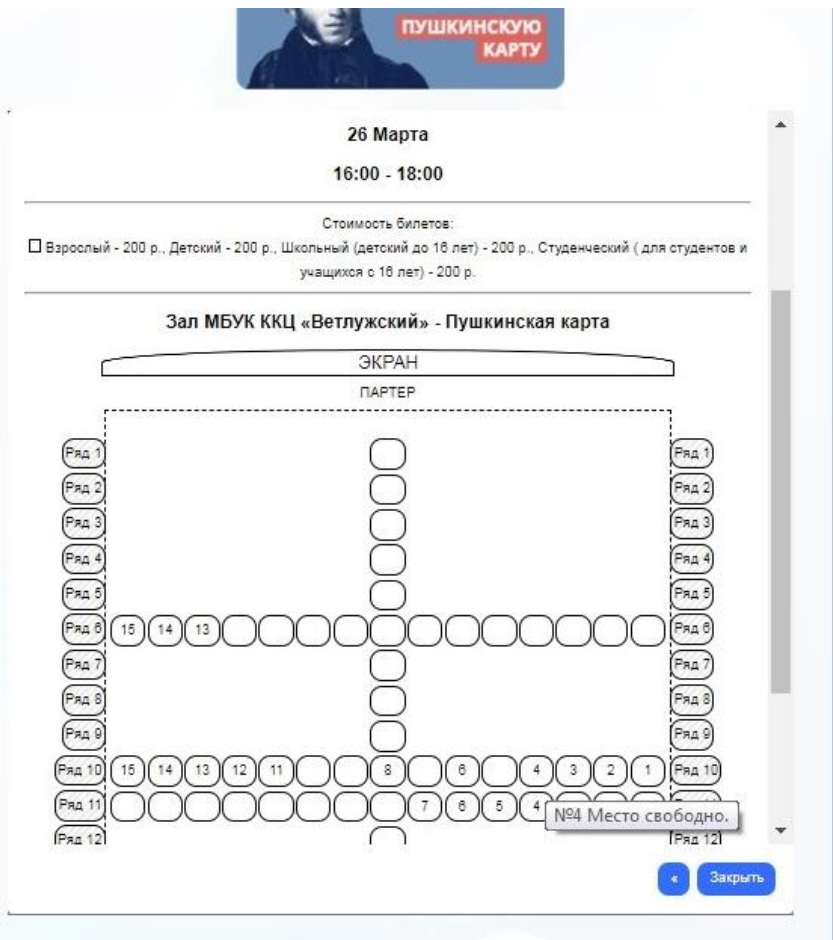 ПУШКИНСКУЮ
КАРТУ
26 Марта
16:00 - 18:00
Стоимость билетов:
Взрослый - 200 р., Детский - 200 р., Школьный (детский до 16 лет) - 200 р., Студенческий ( для студентов и
учащихся с 16 лет) - 200 р.
Зал МБУК ККЦ «Ветлужский» - Пушкинская карта
ЭКРАН
ПАРТЕР
Ряд 1 Ряд 1
Ряд 2 Ряд 2
Ряд 3 Ряд 3
Ряд 4 Ряд 4
Ряд 5 Ряд 5
Ряд 6 15 14 13 Ряд 6
Ряд 7 Ряд 7
Ряд 8 Ряд 8
Ряд 9 Ряд 9
Ряд 10 15 14 13 12 11 8 6 4 3 2 1 Ряд 10
Ряд 11 7 6 5 4
№4 Место свободно.
Ряд 12 Ряд 12
« Закрыть